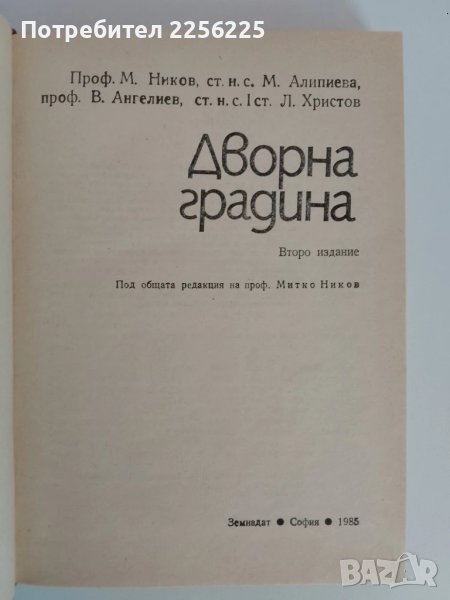 Потребител 2256225
Проф. М. Ников, ст. н. с. М. Алипиева,
проф. В. Ангелиев, ст. н. с. I ст. Л. Христов
Дворна
градина
Второ издание
Под общата редакция на проф. Митко Ников
Земиздат ● София ● 1985
BAZAR